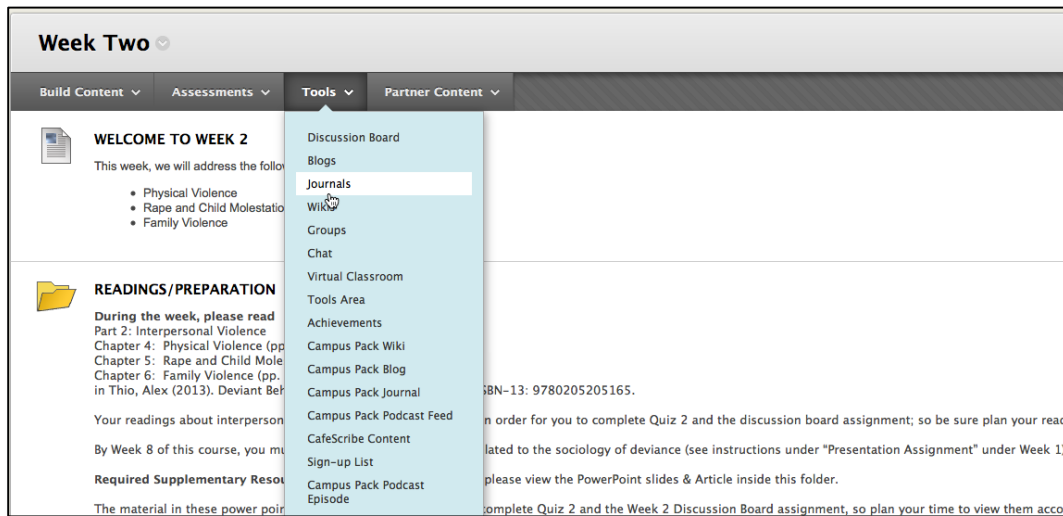 Week Two
Build Content Assessments Tools Partner Content
WELCOME TO WEEK 2
This week, we will address the follo
Physical Violence
Rape and Child Molestatio
Family Violence
Discussion Board
Blogs
Journals
Wikis
Groups
Chat
Virtual Classroom
Tools Area
Achievements
Campus Pack Wiki
Campus Pack Blog
Campus Pack Journal
Campus Pack Podcast Feed
CafeScribe Content
Sign-up List
Campus Pack Podcast
Episode
READINGS/PREPARATION
During the week, please read
Part 2: Interpersonal Violence
Chapter 4: Physical Violence (pp
Chapter 5: Rape and Child Mole
Chapter 6: Family Violence (pp.
in Thio, Alex (2013). Deviant Beh SBN-13: 9780205205165.
Your readings about interperson n order for you to complete Quiz 2 and the discussion board assignment; so be sure plan your reac
By Week 8 of this course, you mu lated to the sociology of deviance (see instructions under "Presentation Assignment" under Week 1)
Required Supplementary Resou please view the PowerPoint slides & Article inside this folder.
The material in these power poin complete Quiz 2 and the Week 2 Discussion Board assignment, so plan your time to view them acco